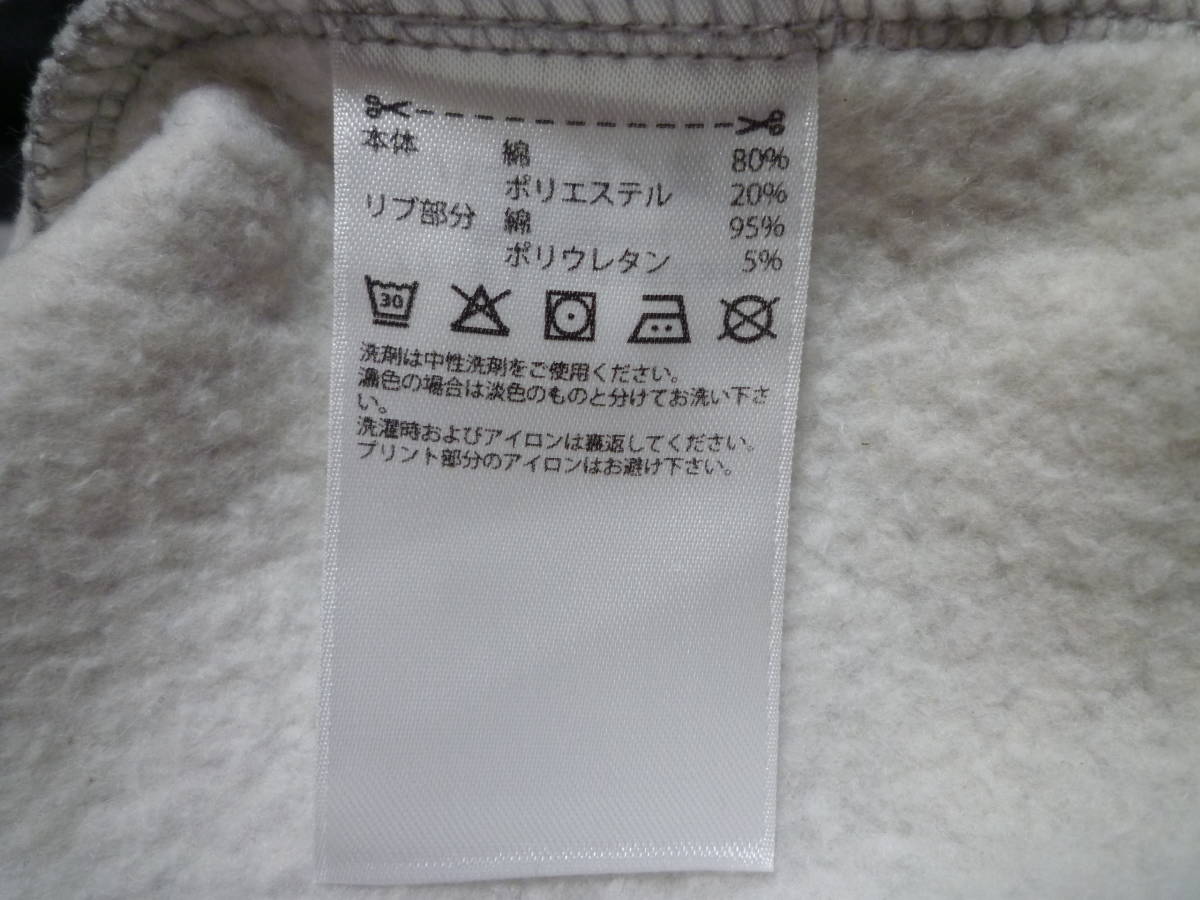 本体 綿 80%
ポリエステル 20%
リブ部分 綿 95%
ポリウレタン 5%
30
洗剤は中性洗剤をご使用ください。
濃色の場合は淡色のものと分けてお洗い下さ
い。
洗濯時およびアイロンは裏返してください。
プリント部分のアイロンはお避け下さい。